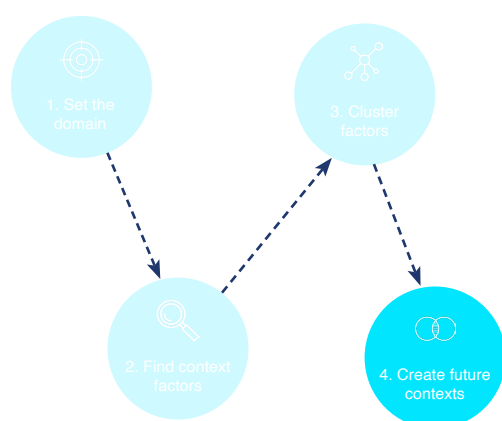 1. Set the
domain
2. Find context
factors
3. Cluster
factors
4. Create future
contexts